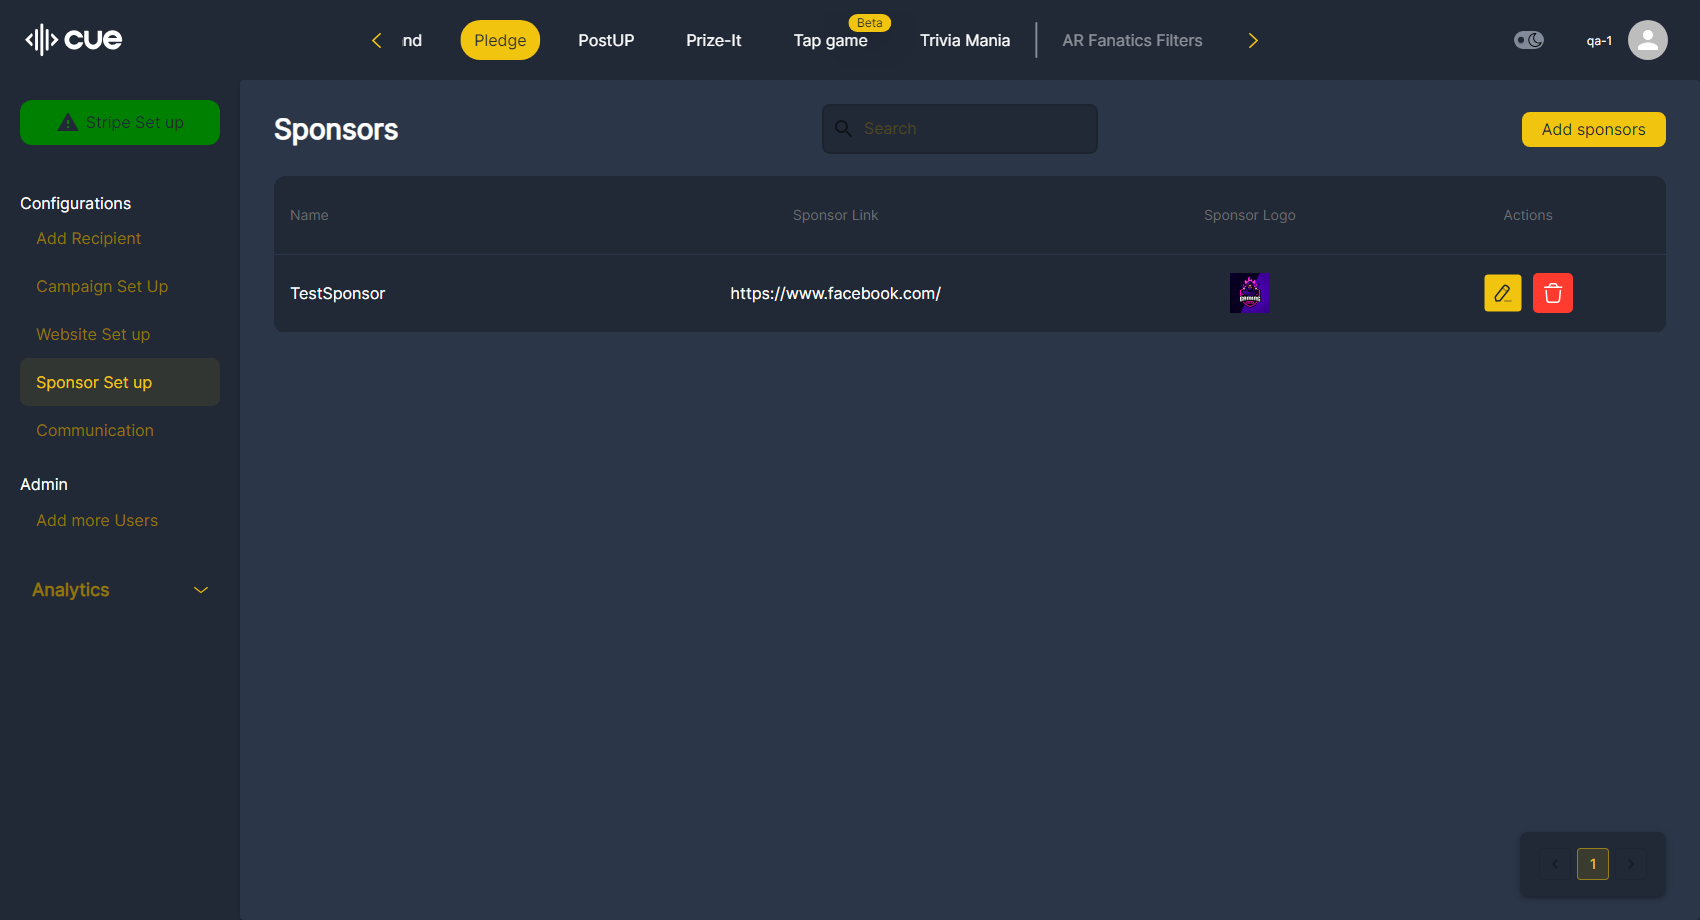 cue
nd
Pledge
PostUP
Prize-It
Tap game
Beta
Trivia Mania
AR Fanatics Filters
qa-1
Stripe Set up
Configurations
Add Recipient
Campaign Set Up
Website Set up
Sponsor Set up
Communication
Admin
Add more Users
Analytics
Sponsors
Search
Add sponsors
Name
Sponsor Link
Sponsor Logo
Actions
TestSponsor
https://www.facebook.com/
GAMING
1